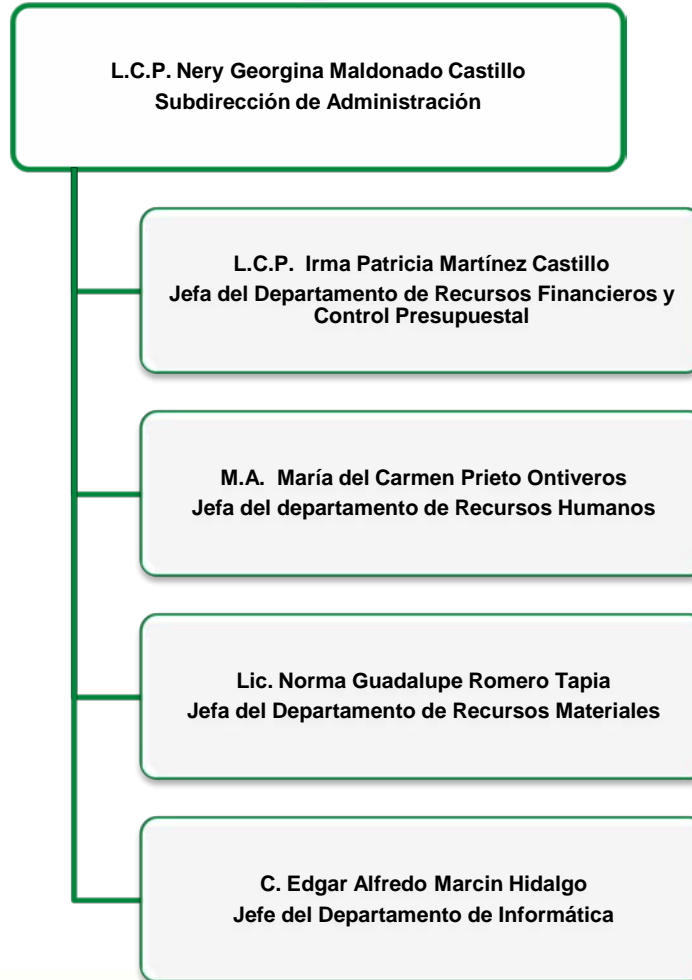 L.C.P. Nery Georgina Maldonado Castillo
Subdirección de Administración
L.C.P. Irma Patricia Martínez Castillo
Jefa del Departamento de Recursos Financieros y
Control Presupuestal
M.A. María del Carmen Prieto Ontiveros
Jefa del departamento de Recursos Humanos
Lic. Norma Guadalupe Romero Tapia
Jefa del Departamento de Recursos Materiales
C. Edgar Alfredo Marcin Hidalgo
Jefe del Departamento de Informática